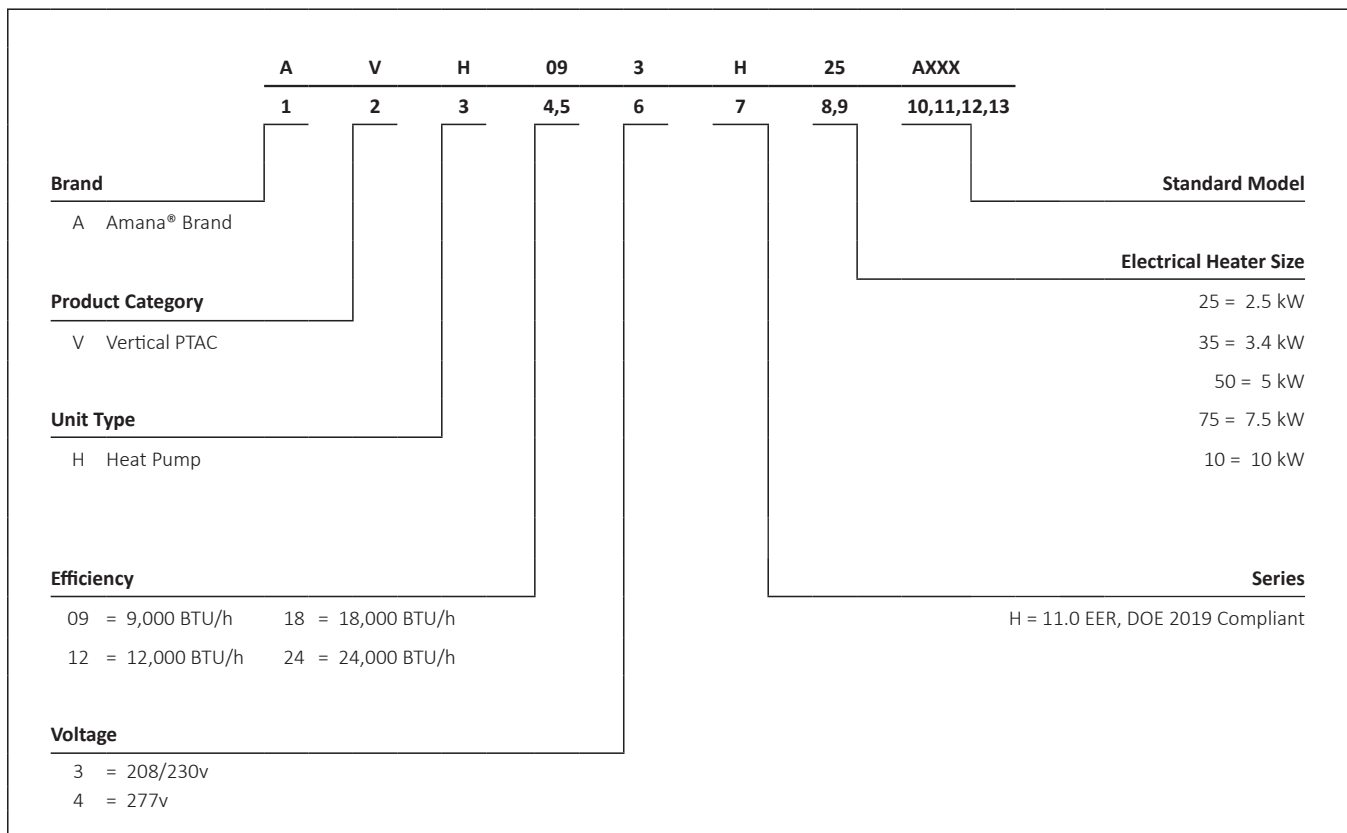 A V H 09 3 H 25 AXXX
1 2 3 4,5 6 7 8,9 10,11,12,13
Brand
A Amana® Brand
Product Category
V Vertical PTAC
Unit Type
H Heat Pump
Efficiency
09 = 9,000 BTU/h 18 = 18,000 BTU/h
12 = 12,000 BTU/h 24 = 24,000 BTU/h
Voltage
3 = 208/230v
4 = 277v
Standard Model
Electrical Heater Size
25 = 2.5 kW
35 = 3.4 kW
50 = 5 kW
75 = 7.5 kW
10 = 10 kW
Series
H = 11.0 EER, DOE 2019 Compliant